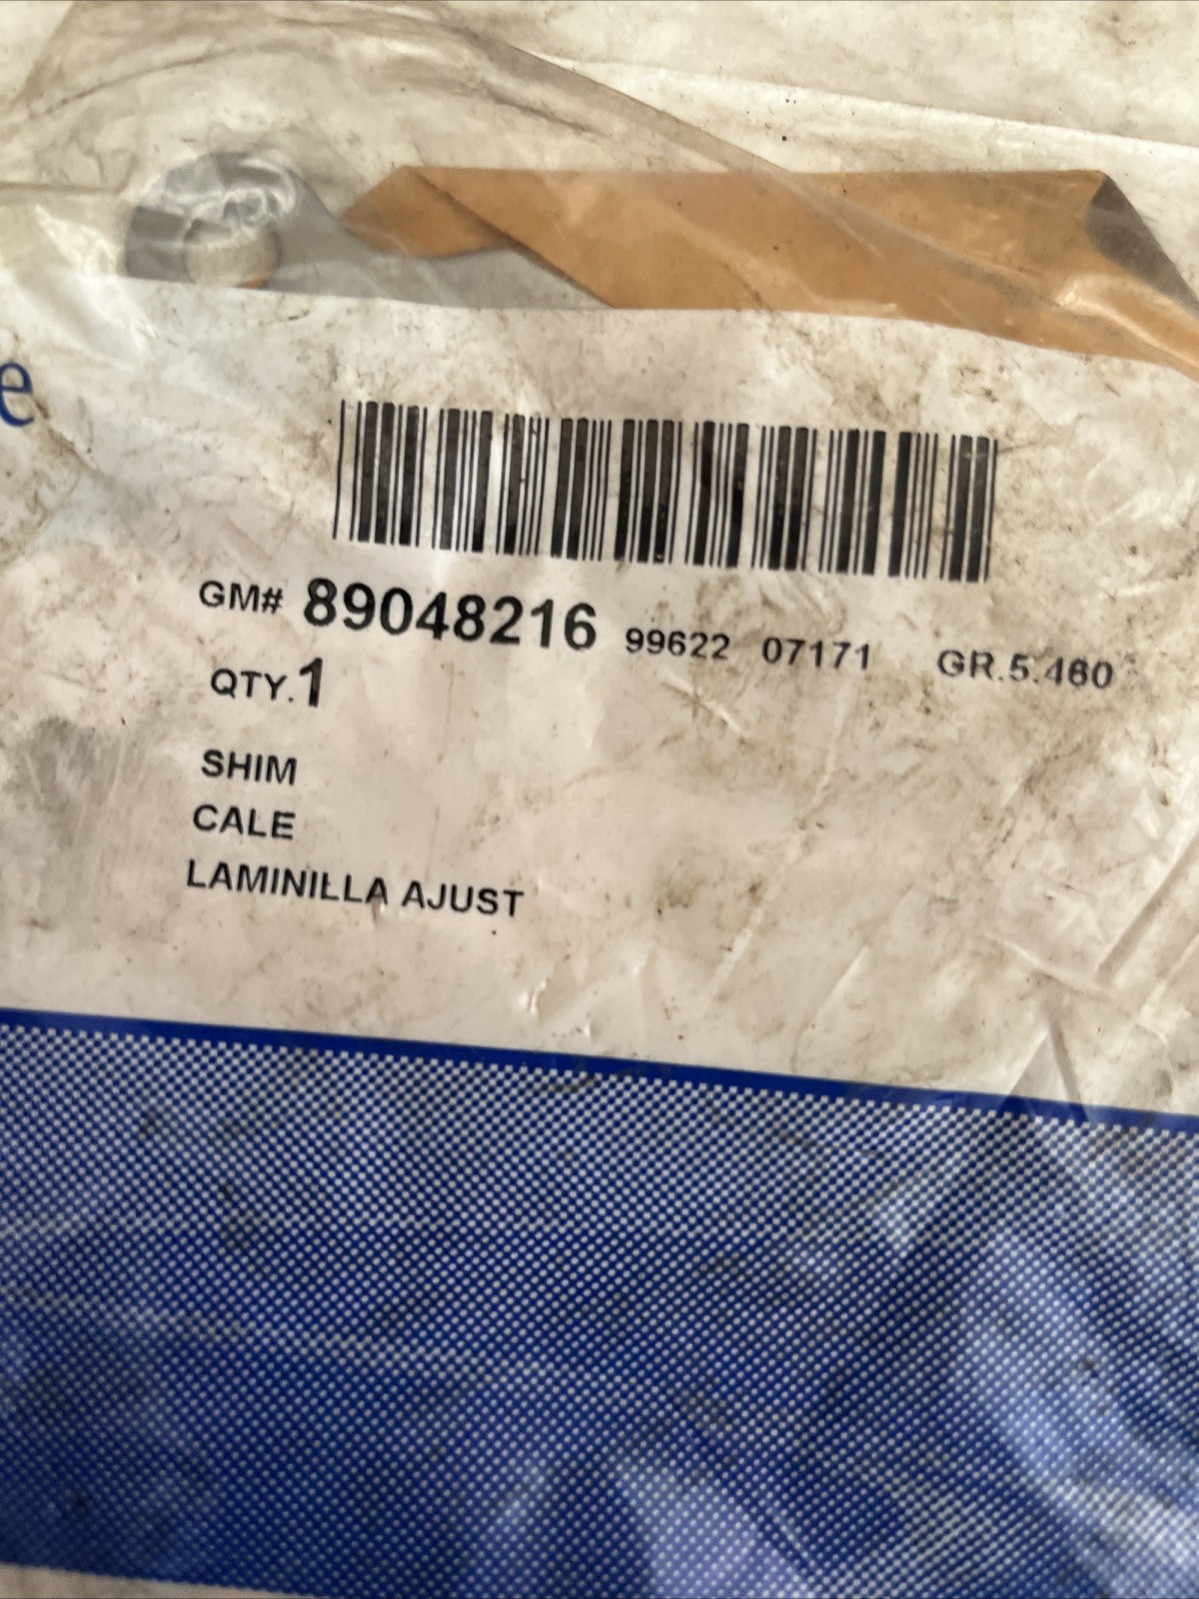 e
GM# 89048216 99622 07171 GR.5.460
QTY.1
SHIM
CALE
LAMINILLA AJUST